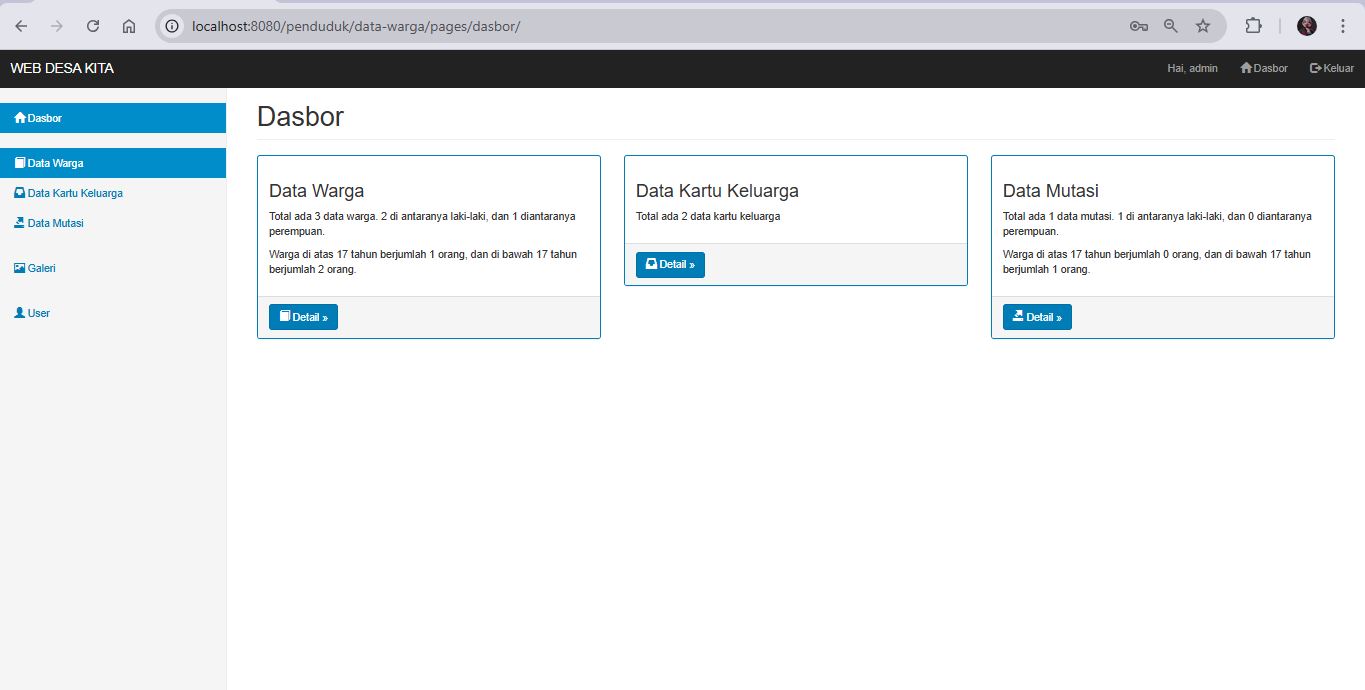 localhost:8080/penduduk/data-warga/pages/dasbor/
WEB DESA KITA
Hai, admin
Dasbor
Keluar
Dasbor
Data Warga
Data Kartu Keluarga
Data Mutasi
Galeri
User
Dasbor
Data Warga
Total ada 3 data warga. 2 di antaranya laki-laki, dan 1 diantaranya
perempuan.
Warga di atas 17 tahun berjumlah 1 orang, dan di bawah 17 tahun
berjumlah 2 orang.
Detail »
Data Kartu Keluarga
Total ada 2 data kartu keluarga
Detail »
Data Mutasi
Total ada 1 data mutasi. 1 di antaranya laki-laki, dan 0 diantaranya
perempuan.
Warga di atas 17 tahun berjumlah 0 orang, dan di bawah 17 tahun
berjumlah 1 orang.
Detail »